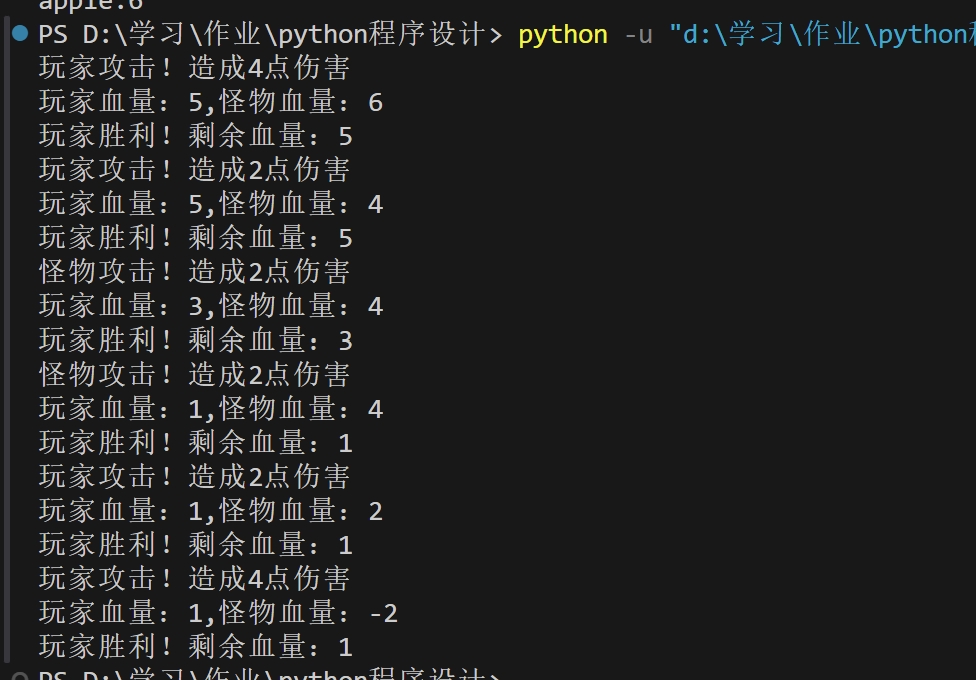 apple.6
PS D:\学习\作业\python程序设计> python -u "d:\学习\作业\python
玩家攻击！造成4点伤害
玩家血量：5,怪物血量：6
玩家胜利！剩余血量：5
玩家攻击！造成2点伤害
玩家血量：5,怪物血量：4
玩家胜利！剩余血量：5
怪物攻击！造成2点伤害
玩家血量：3,怪物血量：4
玩家胜利！剩余血量：3
怪物攻击！造成2点伤害
玩家血量：1,怪物血量：4
玩家胜利！剩余血量：1
玩家攻击！造成2点伤害
玩家血量：1,怪物血量：2
玩家胜利！剩余血量：1
玩家攻击！造成4点伤害
玩家血量：1,怪物血量：-2
玩家胜利！剩余血量：1
PS D:\学习\作业\python程序设计>